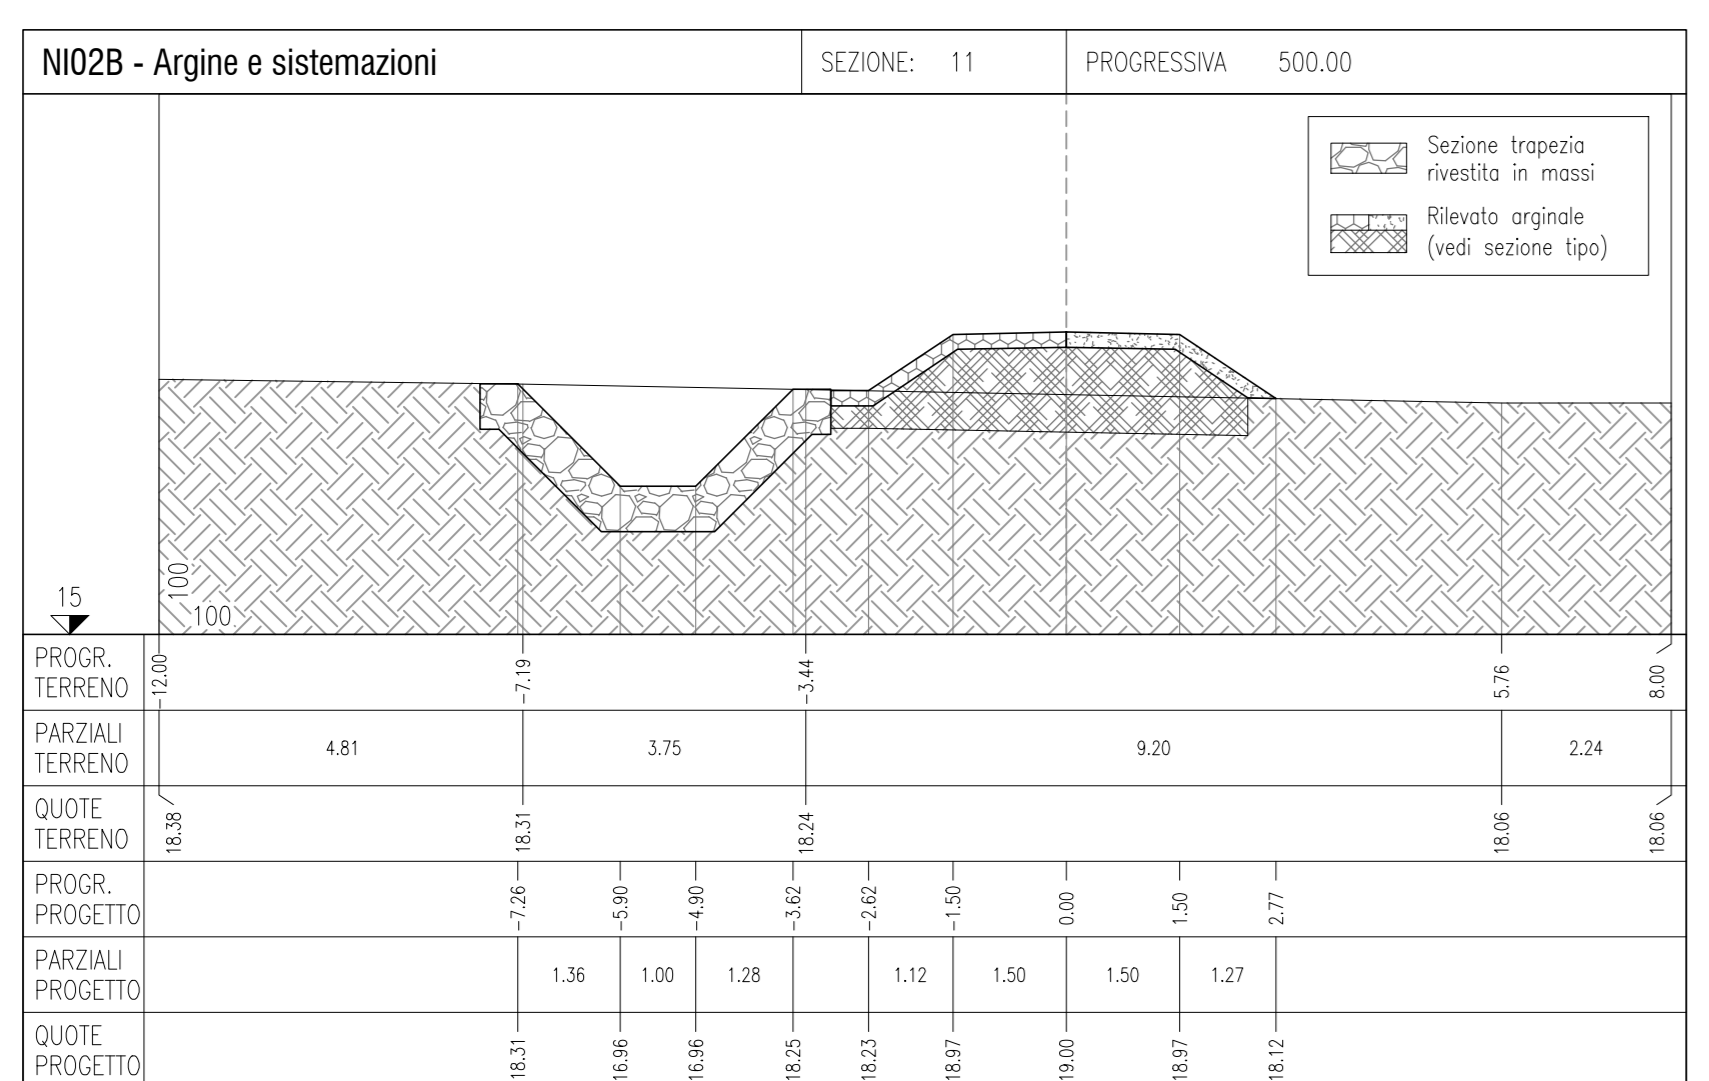 NI02B - Argine e sistemazioni
SEZIONE: 11
PROGRESSIVA 500.00
Sezione trapezia
rivestita in massi
Rilevato arginale
(vedi sezione tipo)
15
100
100
PROGR.
TERRENO
-12.00
-7.19
-3.44
5.76
8.00
PARZIALI
TERRENO
4.81
3.75
9.20
2.24
QUOTE
TERRENO
18.38
18.31
18.24
18.06
18.06
PROGR.
PROGETTO
-7.26
-5.90
-4.90
-3.62
-2.62
-1.50
0.00
1.50
2.77
PARZIALI
PROGETTO
1.36
1.00
1.28
1.12
1.50
1.50
1.27
QUOTE
PROGETTO
18.31
16.96
16.96
18.25
18.23
18.97
19.00
18.97
18.12